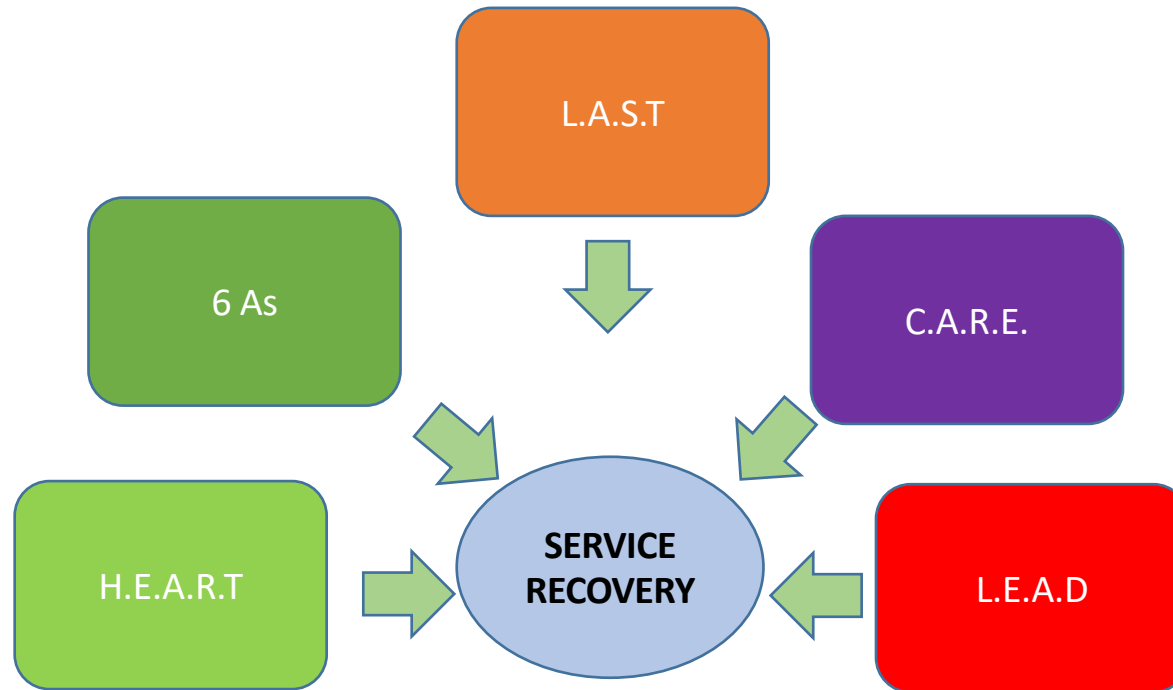 L.A.S.T
6 As
C.A.R.E.
H.E.A.R.T
SERVICE
RECOVERY
L.E.A.D